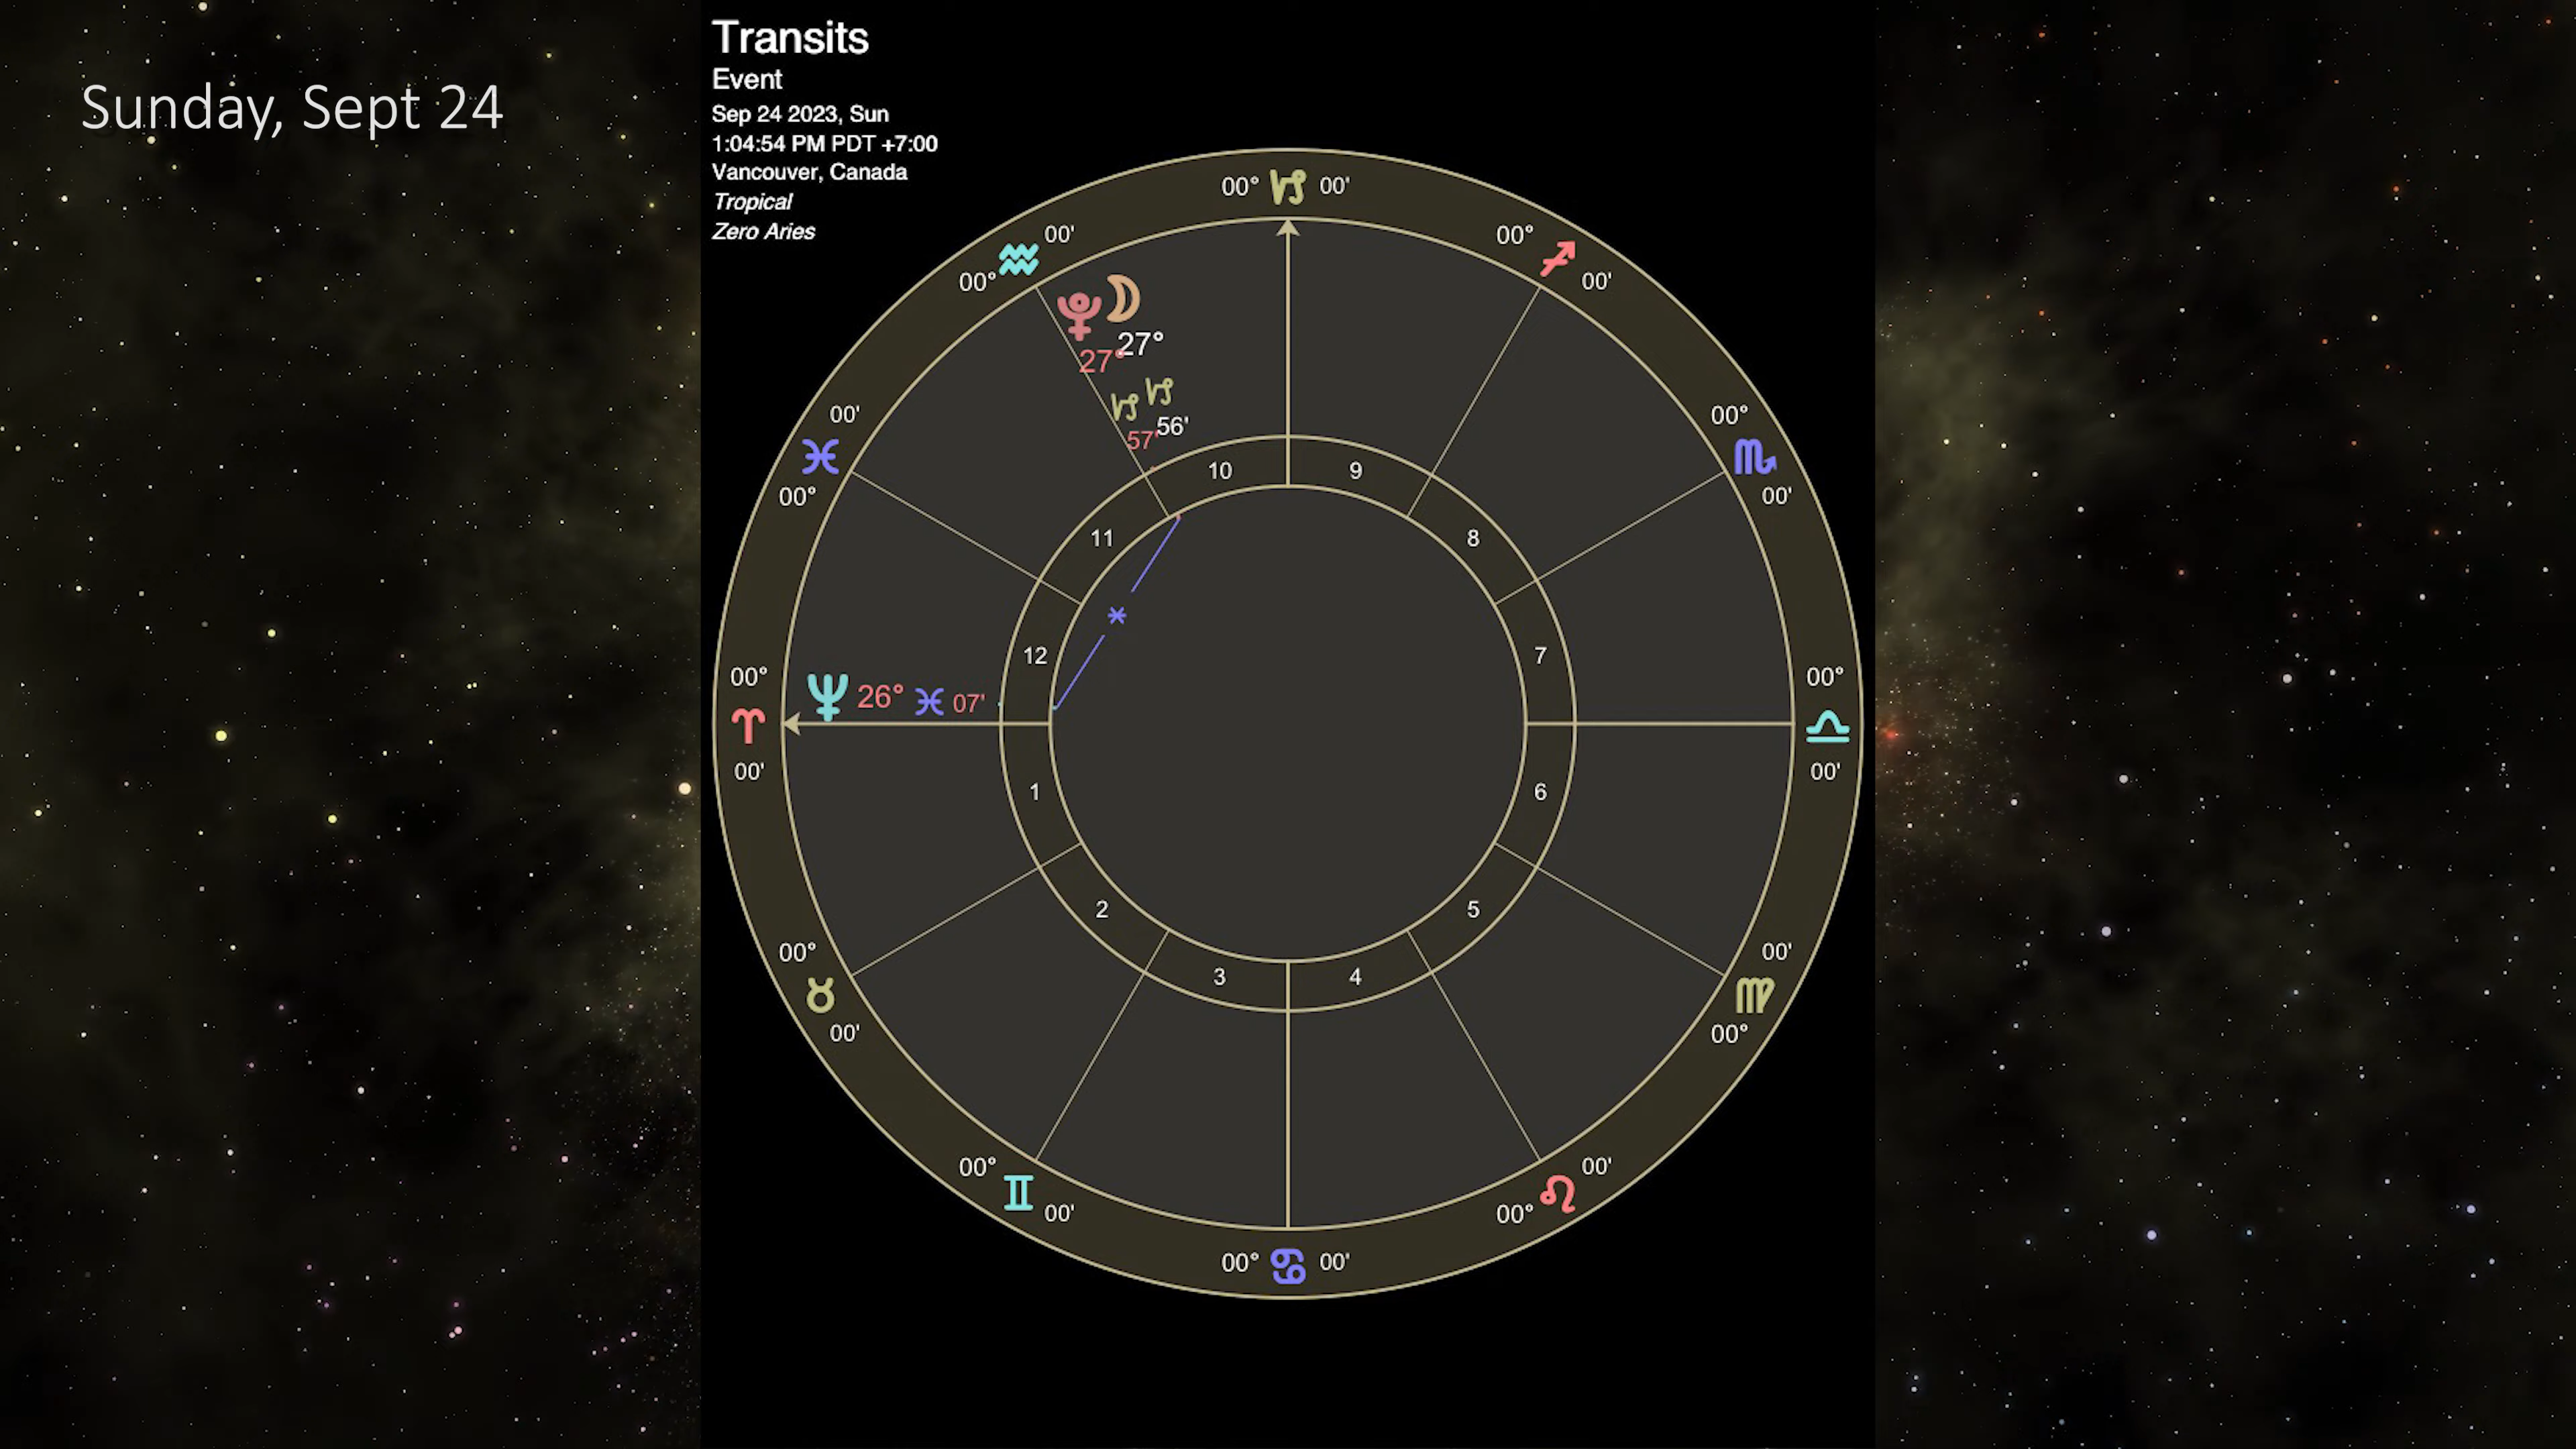 Sunday, Sept 24
Transits
Event
Sep 24 2023, Sun
1:04:54 PM PDT +7:00
Vancouver, Canada
Tropical
Zero Aries
00° ♑ 00'
00° ♒ 00'
00° ♐ 00'
27°
27°
♑ ♑
57' 56'
00° ♓ 00'
00° ♏ 00'
10
9
11
8
12
7
♆ 26° ♓ 07'
00° ♈ 00'
00° ♎ 00'
1
6
2
5
3
4
00° ♉ 00'
00° ♍ 00'
00° ♊ 00'
00° ♌ 00'
00° ♋ 00'